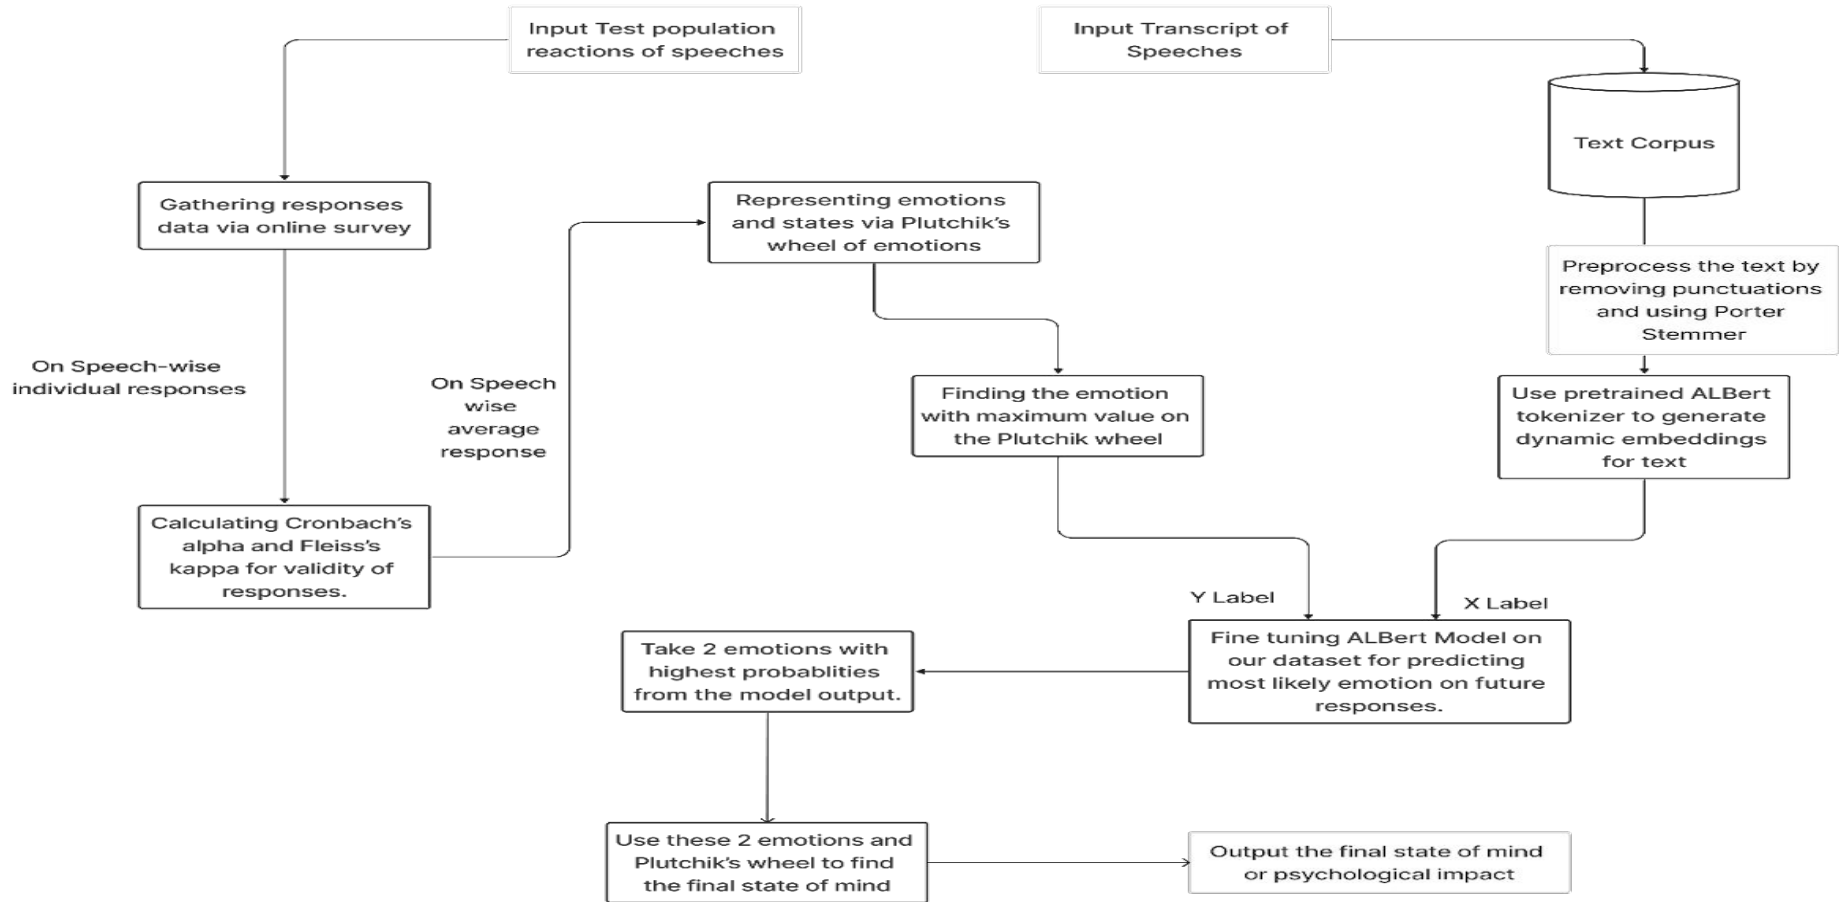 Input Test population
reactions of speeches
Input Transcript of
Speeches
Text Corpus
Gathering responses
data via online survey
Representing emotions
and states via Plutchik's
wheel of emotions
Preprocess the text by
removing punctuations
and using Porter
Stemmer
On Speech-wise
individual responses
On Speech
wise
average
response
Finding the emotion
with maximum value on
the Plutchik wheel
Use pretrained ALBert
tokenizer to generate
dynamic embeddings
for text
Calculating Cronbach's
alpha and Fleiss's
kappa for validity of
responses.
Y Label
X Label
Take 2 emotions with
highest probablities
from the model output.
Fine tuning ALBert Model on
our dataset for predicting
most likely emotion on future
responses.
Use these 2 emotions and
Plutchik's wheel to find
the final state of mind
Output the final state of mind
or psychological impact